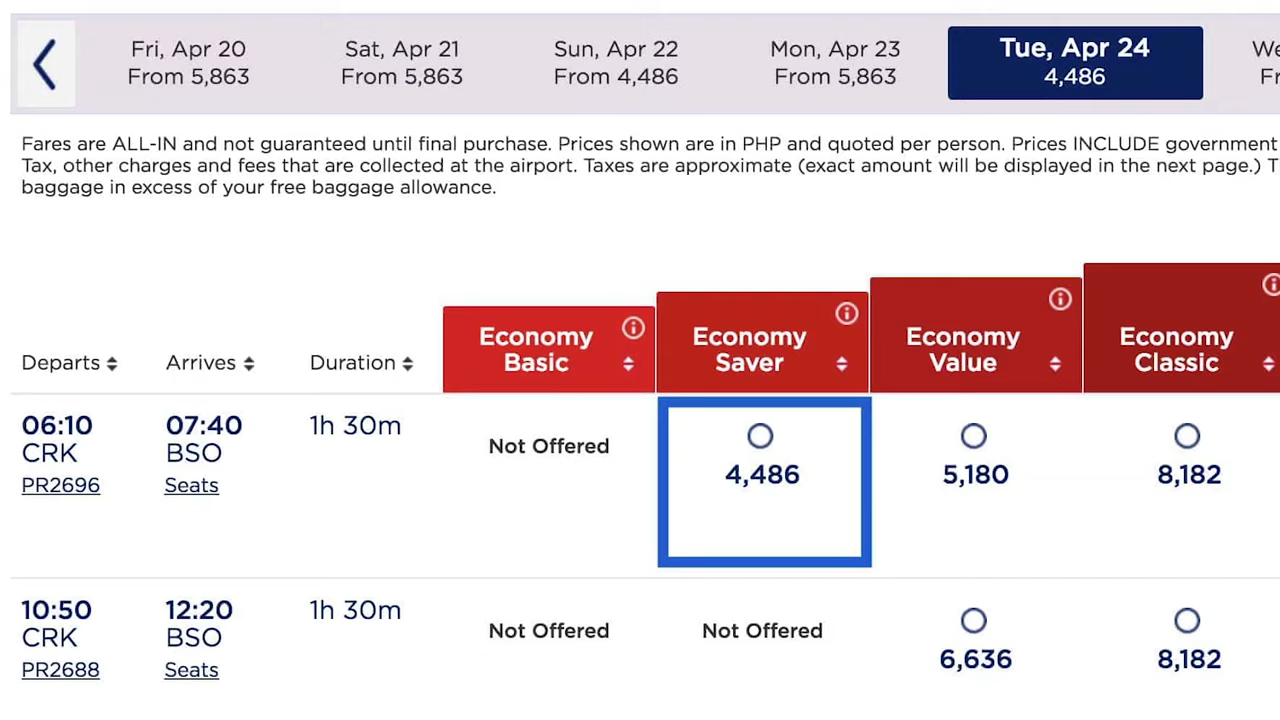 Fri, Apr 20
From 5,863
Sat, Apr 21
From 5,863
Sun, Apr 22
From 4,486
Mon, Apr 23
From 5,863
Tue, Apr 24
4,486
Fares are ALL-IN and not guaranteed until final purchase. Prices shown are in PHP and quoted per person. Prices INCLUDE government
Tax, other charges and fees that are collected at the airport. Taxes are approximate (exact amount will be displayed in the next page.) T
baggage in excess of your free baggage allowance.
Departs
Arrives
Duration
Economy
Basic
Economy
Saver
Economy
Value
Economy
Classic
06:10
CRK
PR2696
07:40
BSO
Seats
1h 30m
Not Offered
4,486
5,180
8,182
10:50
CRK
PR2688
12:20
BSO
Seats
1h 30m
Not Offered
Not Offered
6,636
8,182